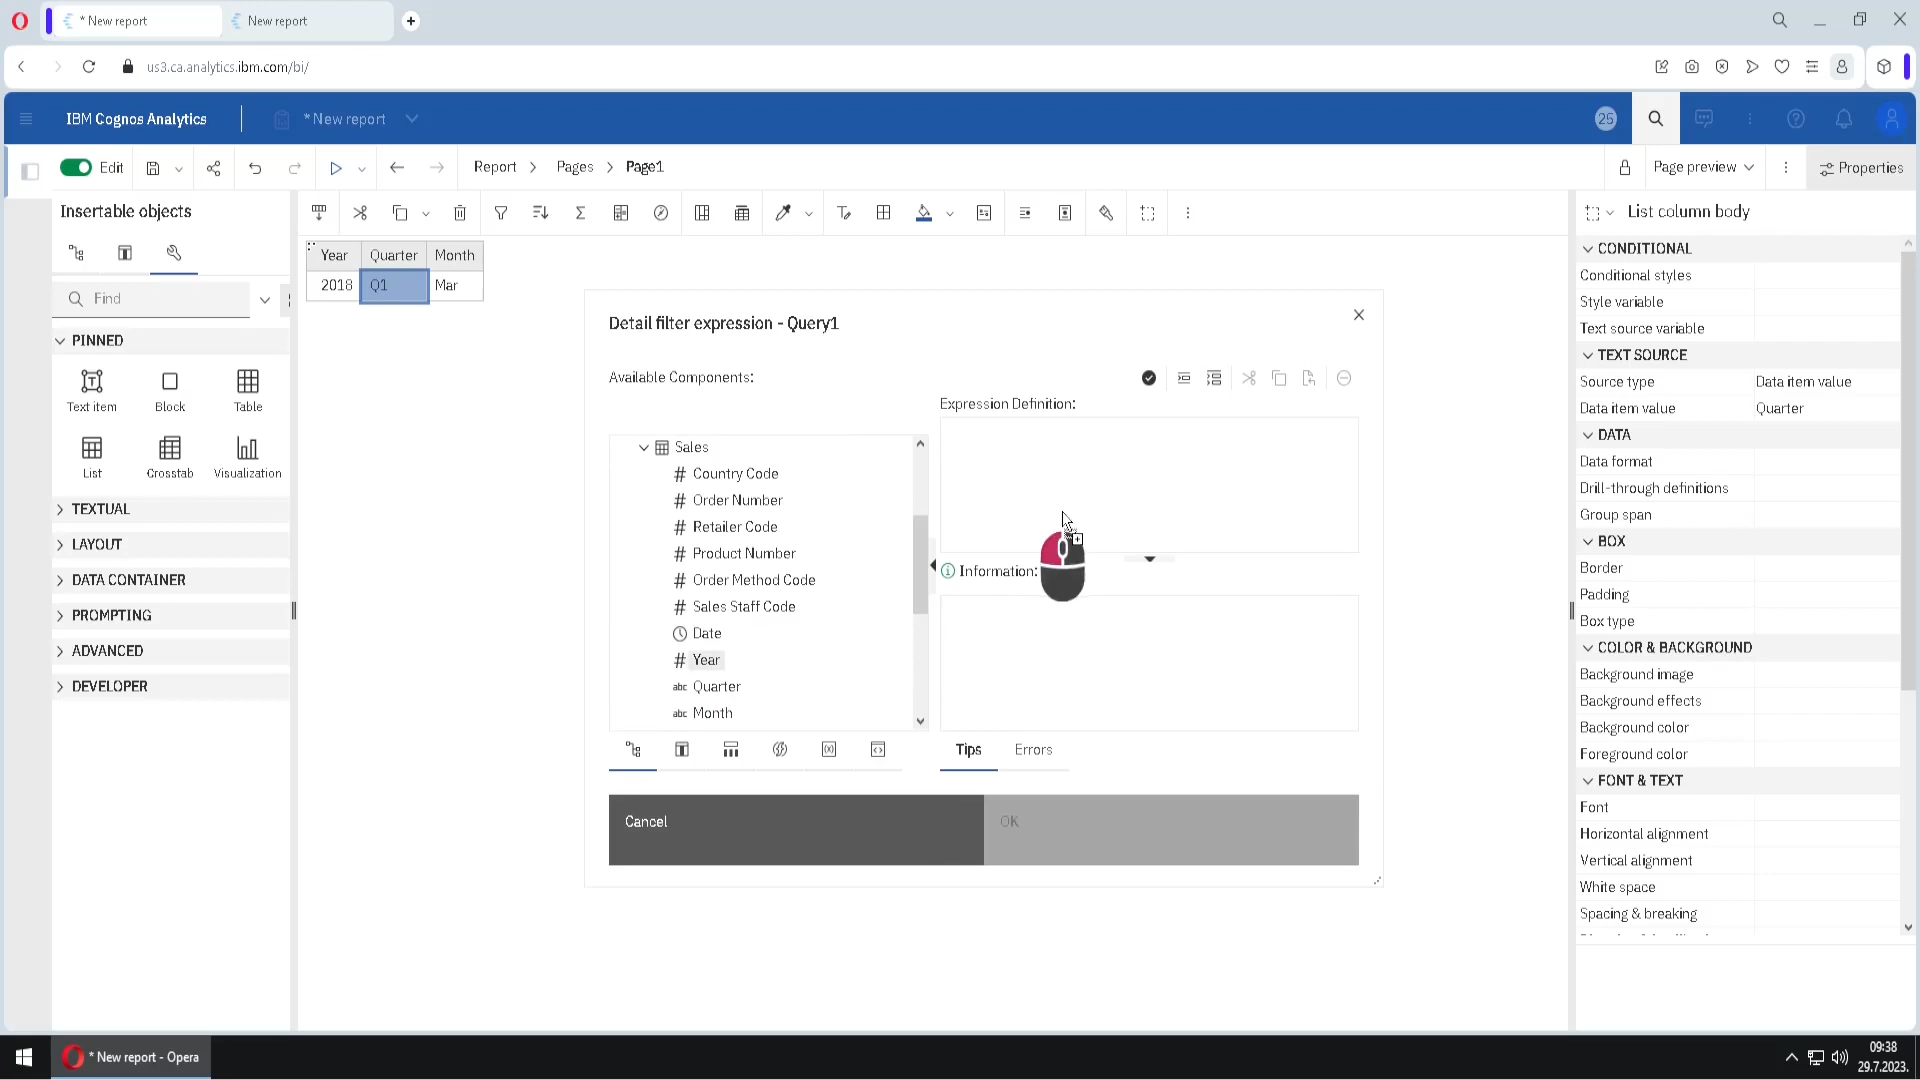 * New report
New report
us3.ca.analytics.ibm.com/bi/
IBM Cognos Analytics
* New report
25
Edit
Report
Pages
Page1
Page preview
Properties
Insertable objects
Find
PINNED
Text item
Block
Table
List
Crosstab
Visualization
TEXTUAL
LAYOUT
DATA CONTAINER
PROMPTING
ADVANCED
DEVELOPER
Year Quarter Month
2018 Q1 Mar
Detail filter expression - Query1
Available Components:
Expression Definition:
Sales
Country Code
Order Number
Retailer Code
Product Number
Order Method Code
Sales Staff Code
Date
Year
abc Quarter
abc Month
Information:
Tips
Errors
Cancel
OK
List column body
CONDITIONAL
Conditional styles
Style variable
Text source variable
TEXT SOURCE
Source type Data item value
Data item value Quarter
DATA
Data format
Drill-through definitions
Group span
BOX
Border
Padding
Box type
COLOR & BACKGROUND
Background image
Background effects
Background color
Foreground color
FONT & TEXT
Font
Horizontal alignment
Vertical alignment
White space
Spacing & breaking
* New report - Opera
09:38
29.7.2023.